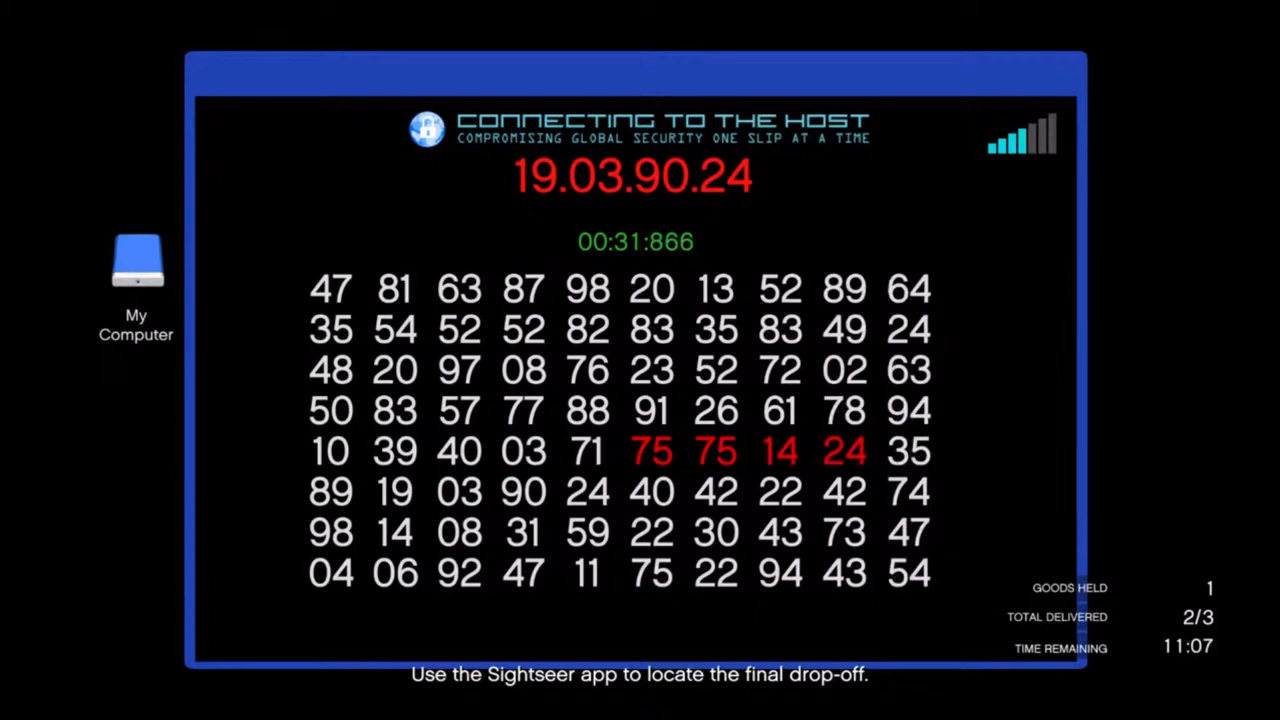 CONNECTING TO THE HOST
COMPROMISING GLOBAL SECURITY ONE SLIP AT A TIME
19.03.90.24
00:31:866
47 81 63 87 98 20 13 52 89 64
35 54 52 52 82 83 35 83 49 24
48 20 97 08 76 23 52 72 02 63
50 83 57 77 88 91 26 61 78 94
10 39 40 03 71 75 75 14 24 35
89 19 03 90 24 40 42 22 42 74
98 14 08 31 59 22 30 43 73 47
04 06 92 47 11 75 22 94 43 54
My
Computer
GOODS HELD 1
TOTAL DELIVERED 2/3
TIME REMAINING 11:07
Use the Sightseer app to locate the final drop-off.